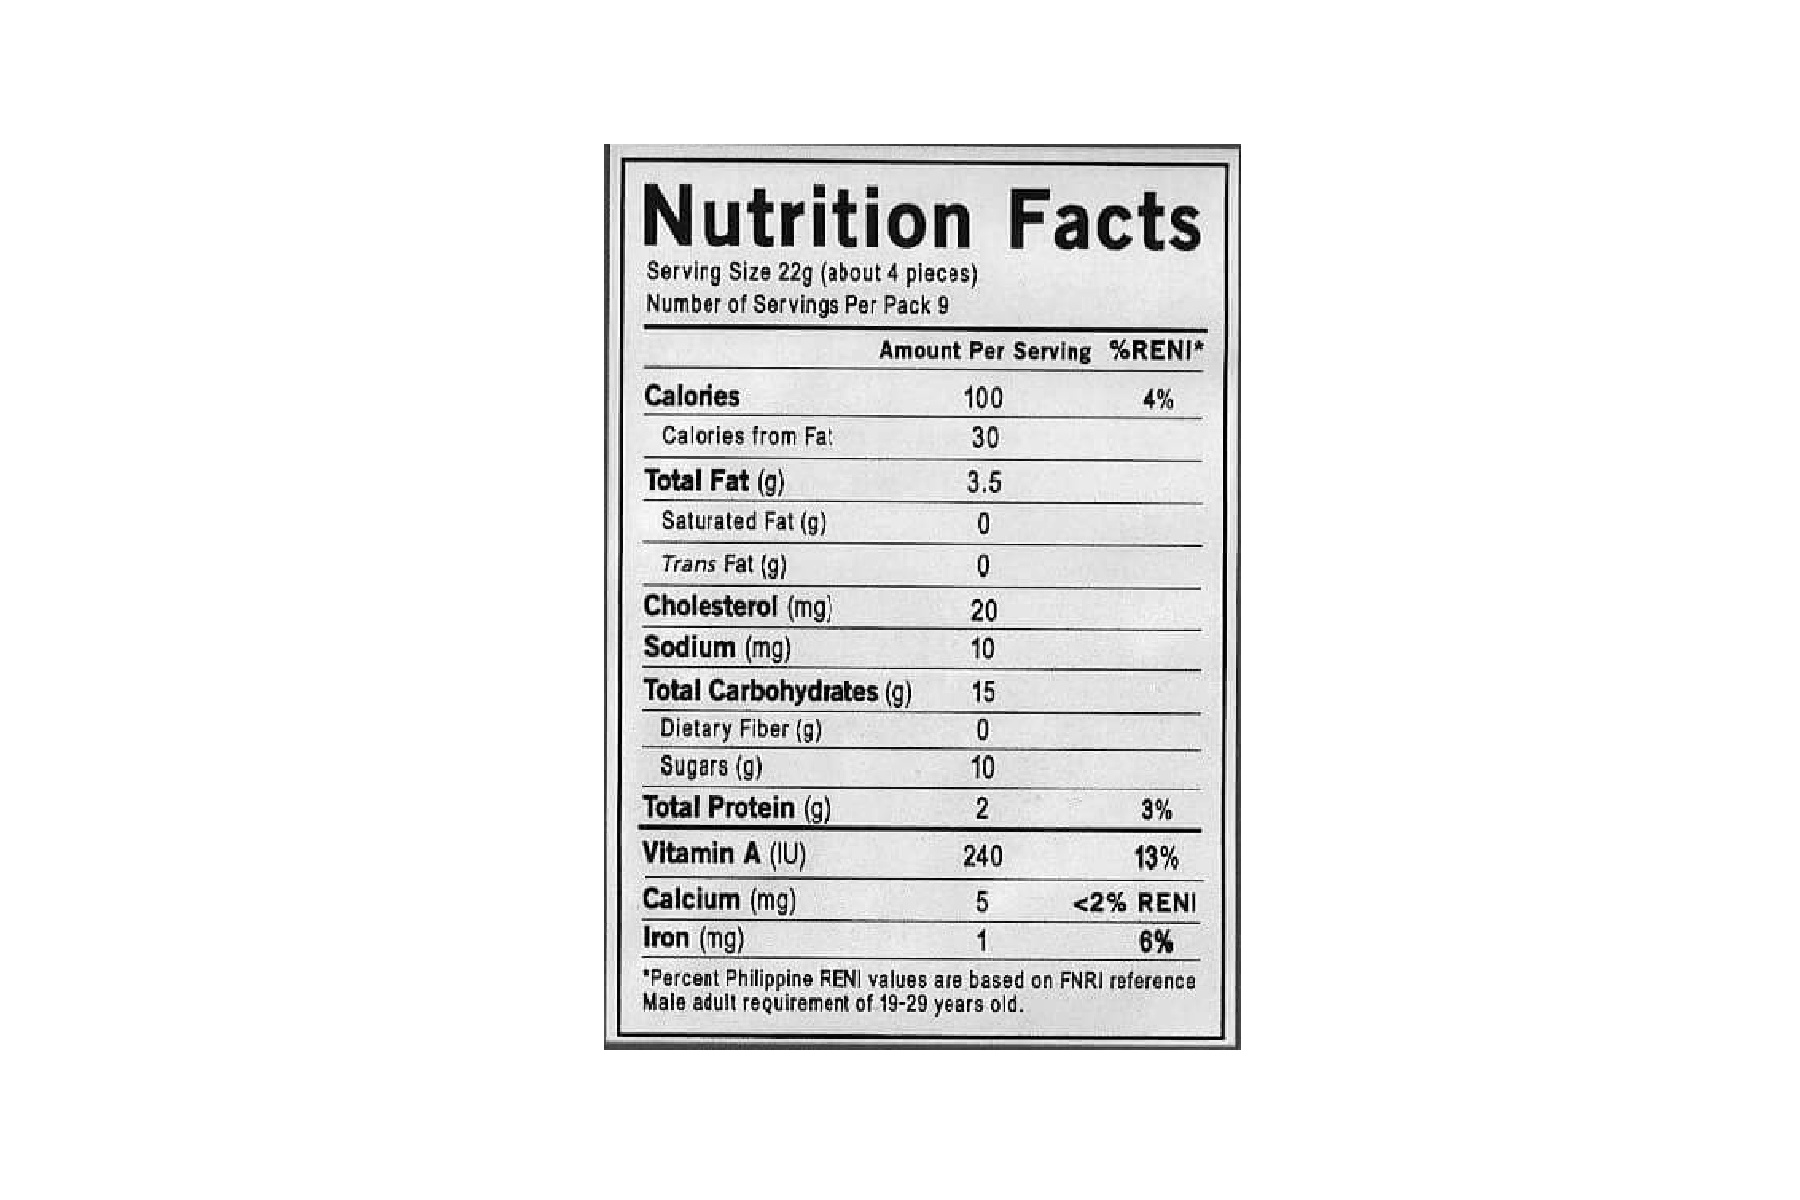 Nutrition Facts
Serving Size 22g (about 4 pieces)
Number of Servings Per Pack 9
Amount Per Serving %RENI*
Calories 100 4%
Calories from Fat 30
Total Fat (g) 3.5
Saturated Fat (g) 0
Trans Fat (g) 0
Cholesterol (mg) 20
Sodium (mg) 10
Total Carbohydrates (g) 15
Dietary Fiber (g) 0
Sugars (g) 10
Total Protein (g) 2 3%
Vitamin A (IU) 240 13%
Calcium (mg) 5 <2% RENI
Iron (mg) 1 6%
*Percent Philippine RENI values are based on FNRI reference
Male adult requirement of 19-29 years old.